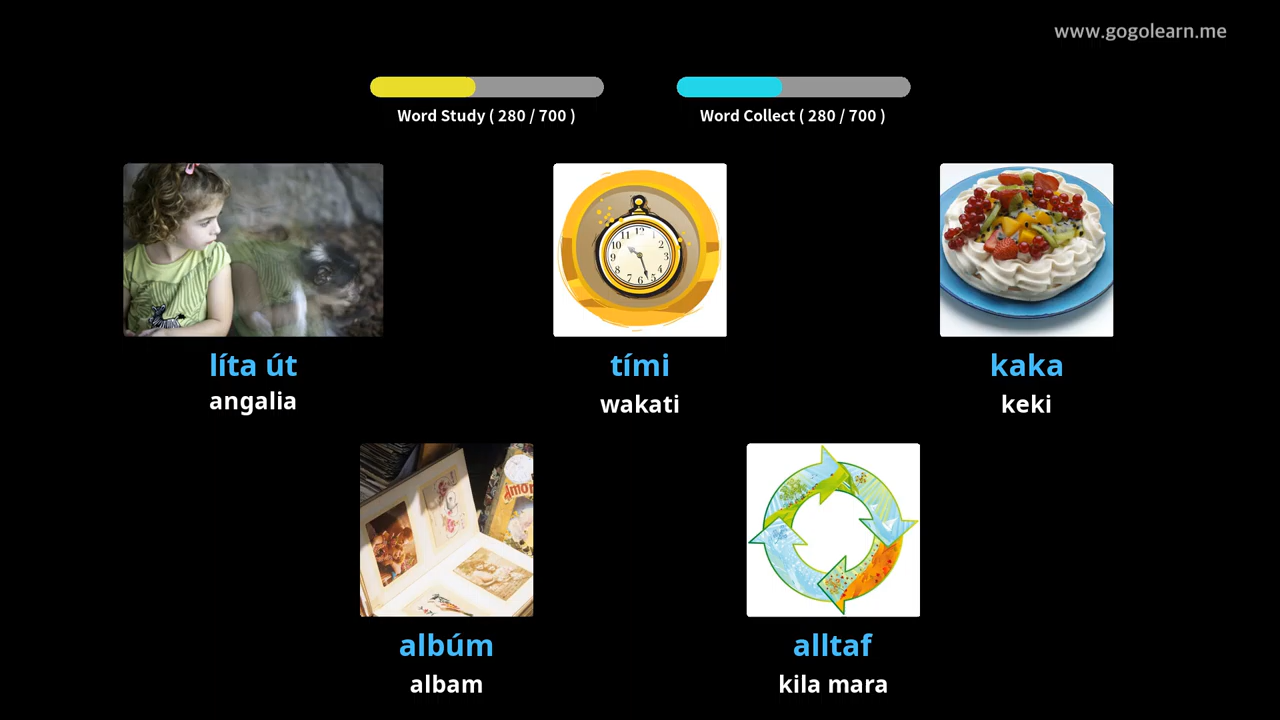 www.gogolearn.me
Word Study ( 280 / 700 )
Word Collect ( 280 / 700 )
líta út
angalia
tími
wakati
kaka
keki
albúm
albam
alltaf
kila mara